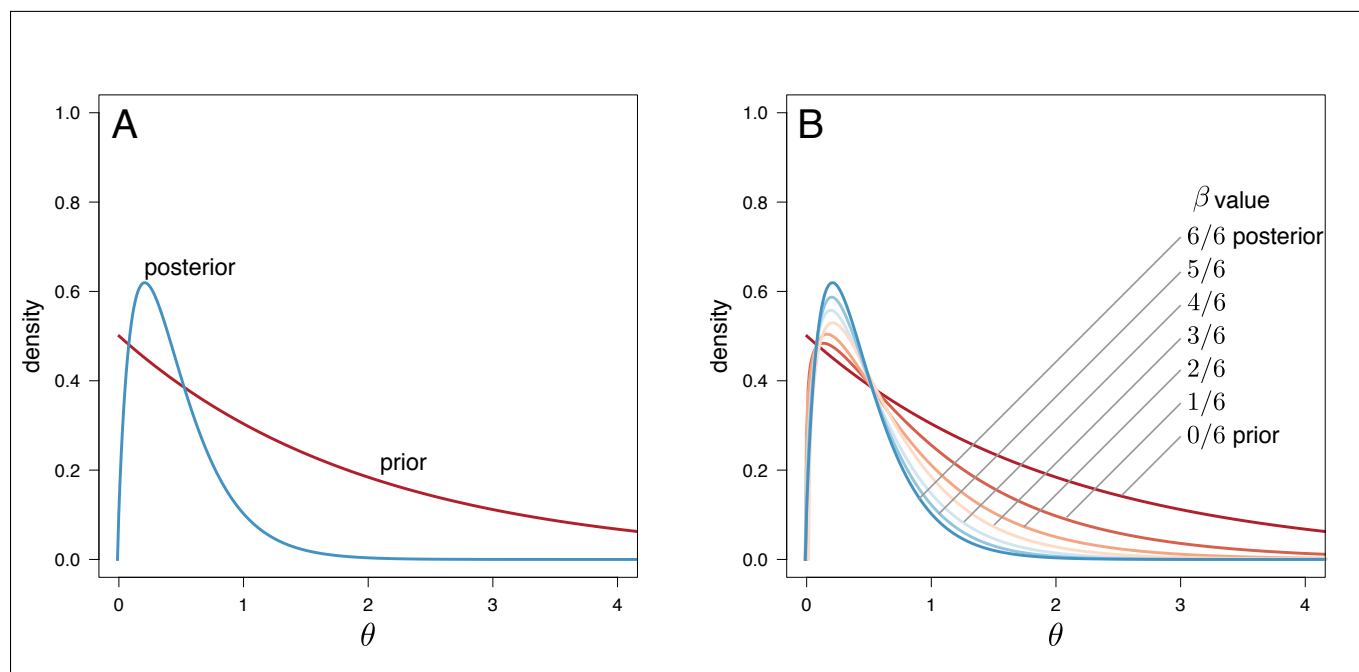 A
1.0
0.8
0.6
0.4
0.2
0.0
density
posterior
prior
0 1 2 3 4
θ
B
1.0
0.8
0.6
0.4
0.2
0.0
density
β value
6/6 posterior
5/6
4/6
3/6
2/6
1/6
0/6 prior
0 1 2 3 4
θ